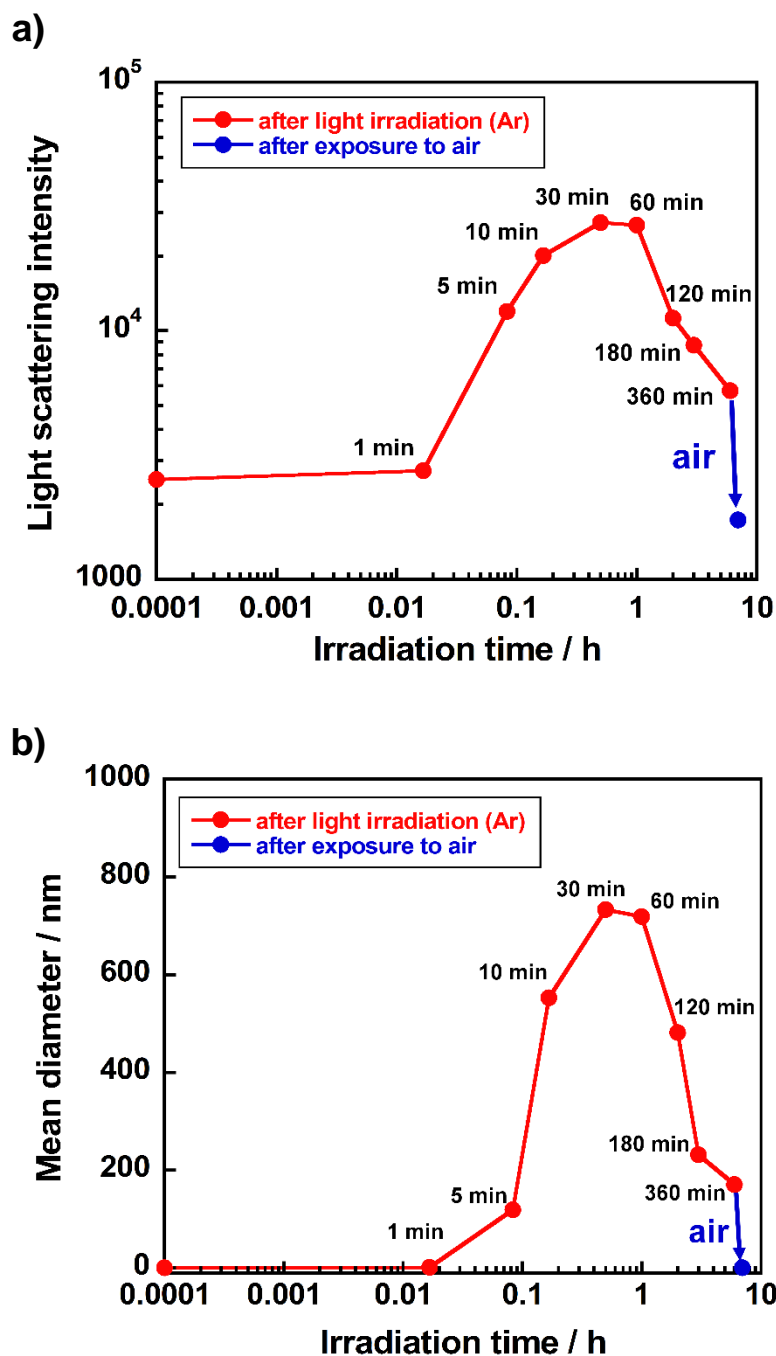 a)
10^5
after light irradiation (Ar)
after exposure to air
30 min
60 min
10 min
5 min
120 min
10^4
180 min
360 min
1 min
air
1000
0.0001
0.001
0.01
0.1
1
10
Light scattering intensity
Irradiation time / h
b)
1000
after light irradiation (Ar)
after exposure to air
800
30 min
60 min
600
10 min
120 min
400
200
180 min
5 min
360 min
1 min
air
0
0.0001
0.001
0.01
0.1
1
10
Mean diameter / nm
Irradiation time / h